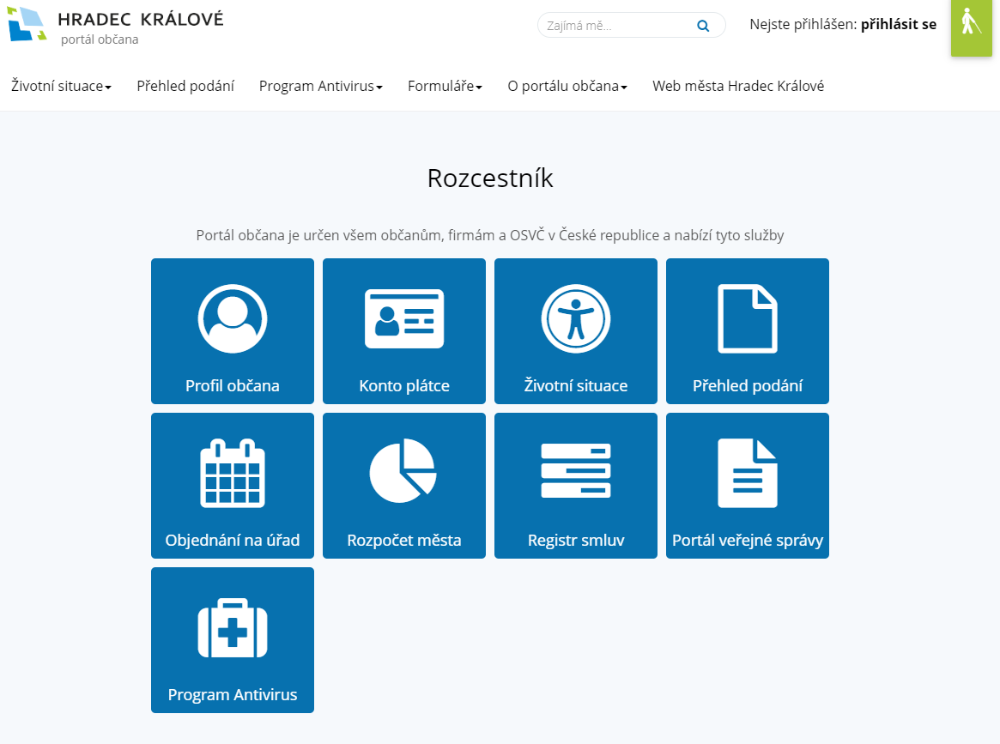 HRADEC KRÁLOVÉ
portál občana
Zajímá mě...
Nejste přihlášen: přihlásit se
Životní situace
Přehled podání
Program Antivirus
Formuláře
O portálu občana
Web města Hradec Králové
Rozcestník
Portál občana je určen všem občanům, firmám a OSVČ v České republice a nabízí tyto služby
Profil občana
Konto plátce
Životní situace
Přehled podání
Objednání na úřad
Rozpočet města
Registr smluv
Portál veřejné správy
Program Antivirus